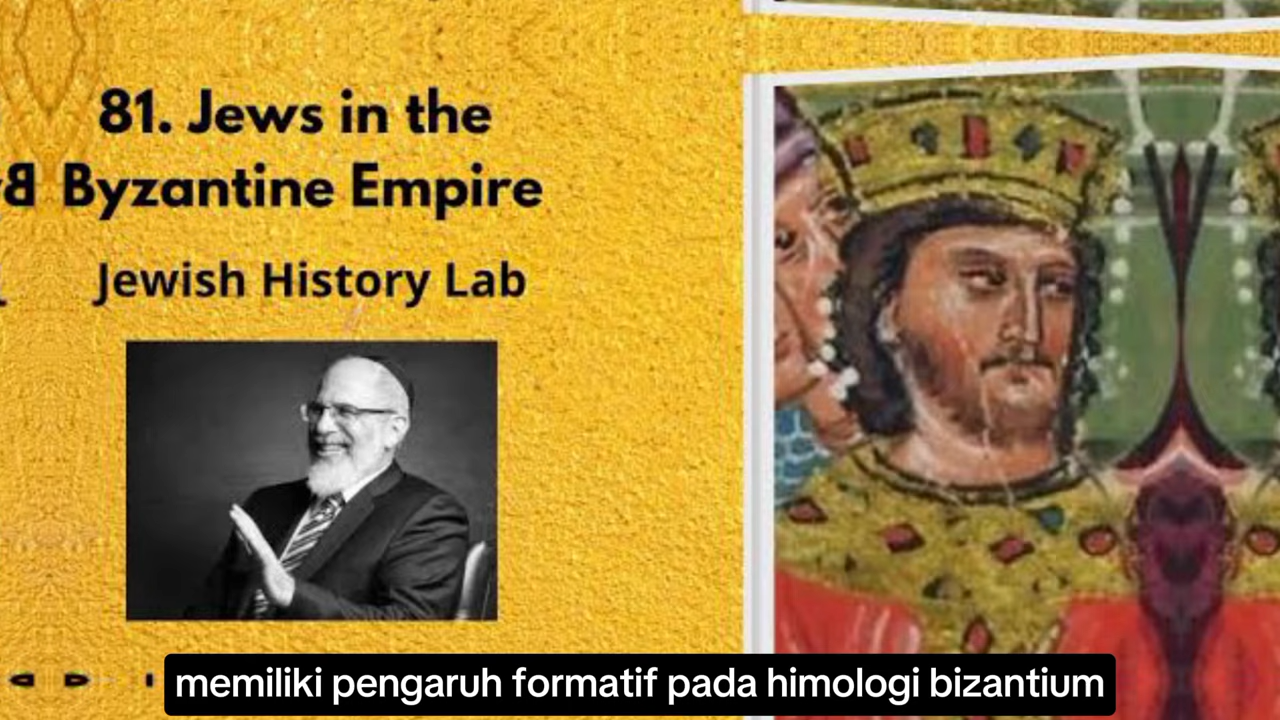 81. Jews in the
Byzantine Empire
Jewish History Lab
memiliki pengaruh formatif pada himologi bizantium